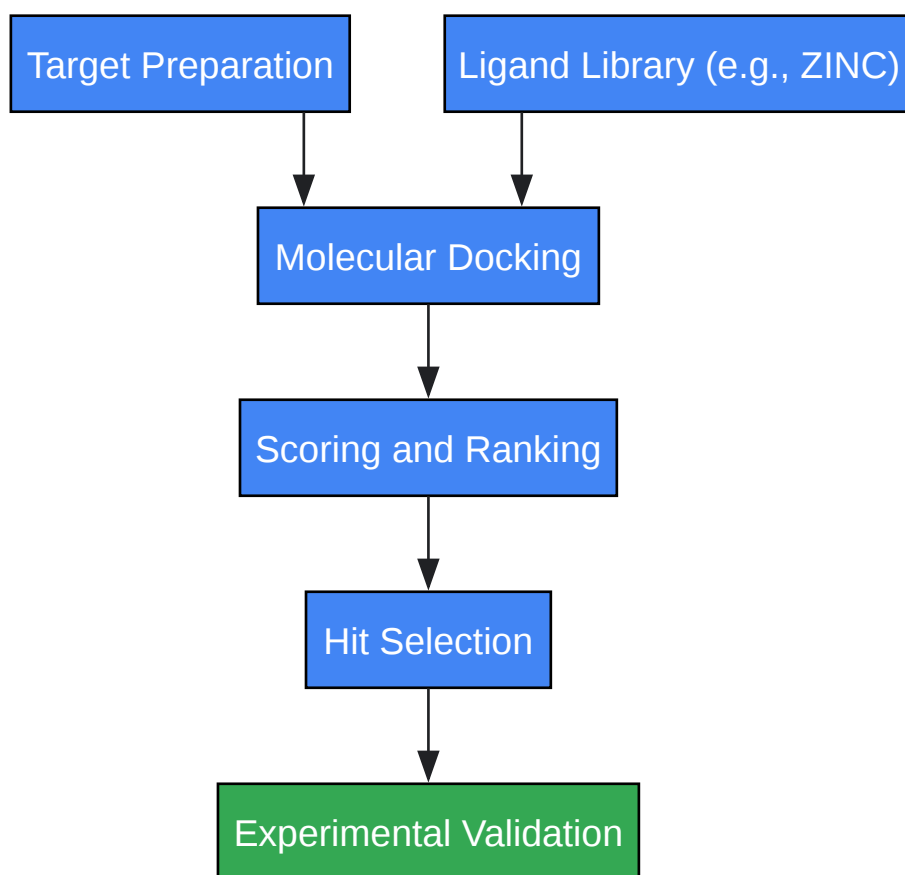 Target Preparation
Ligand Library (e.g., ZINC)
Molecular Docking
Scoring and Ranking
Hit Selection
Experimental Validation